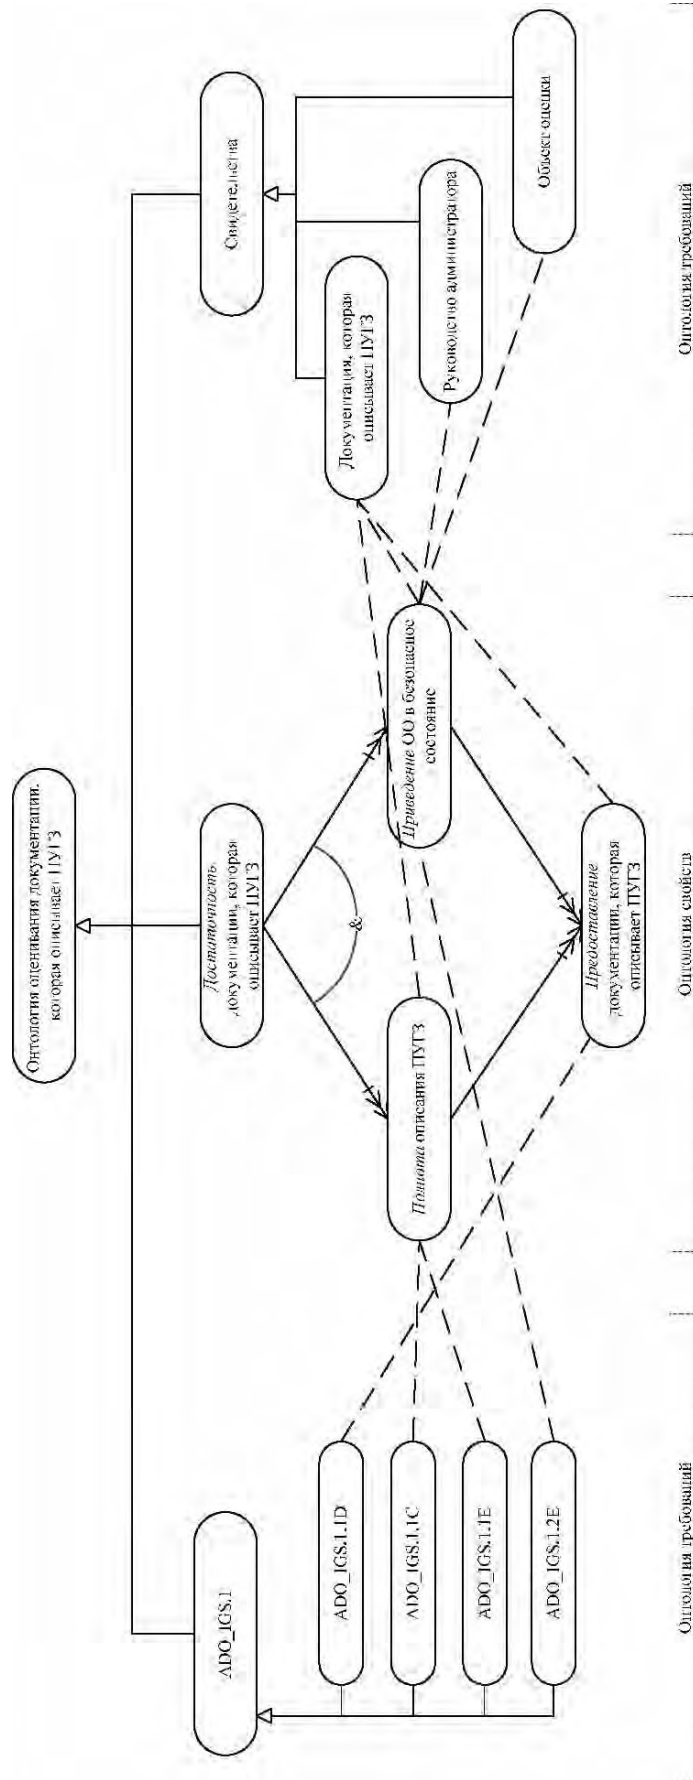 Онтология оценивания документации,
которая описывает ПУГЗ
ADO_IGS.1
Достаточность
документации, которая
описывает ПУГЗ
Свидетельства
ADO_IGS.1.1D
ADO_IGS.1.1C
ADO_IGS.1.1E
ADO_IGS.1.2E
&
Полнота описания ПУГЗ
Приведение ОО в безопасное
состояние
Предоставление
документации, которая
описывает ПУГЗ
Документация, которая
описывает ПУГЗ
Руководство администратора
Объект оценки
Онтология требований
Онтология свойств
Онтология требований